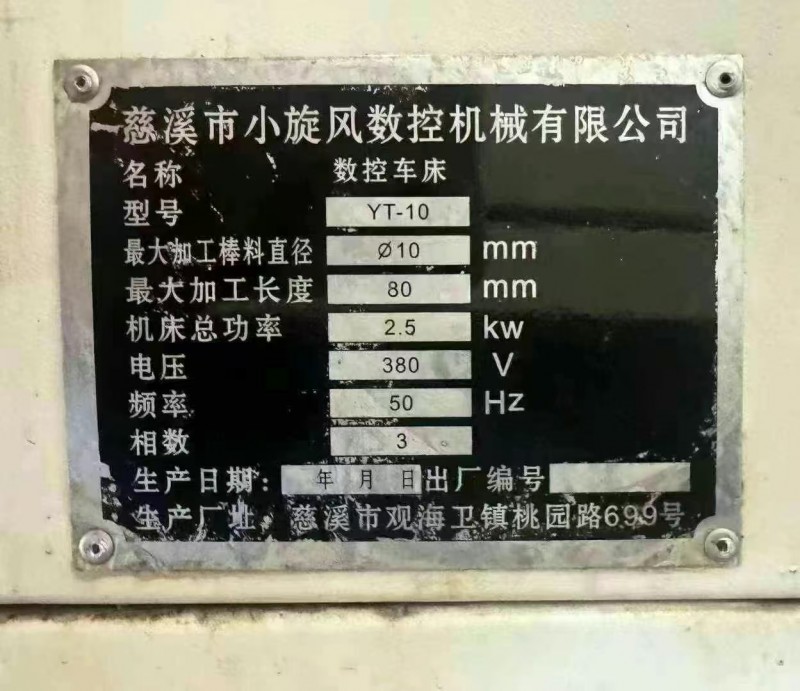 慈溪市小旋风数控机械有限公司
名称 数控车床
型号 YT-10
最大加工棒料直径 Ø10 mm
最大加工长度 80 mm
机床总功率 2.5 kw
电压 380 V
频率 50 Hz
相数 3
生产日期: 年 月 日 出厂编号
生产厂址: 慈溪市观海卫镇桃园路699号